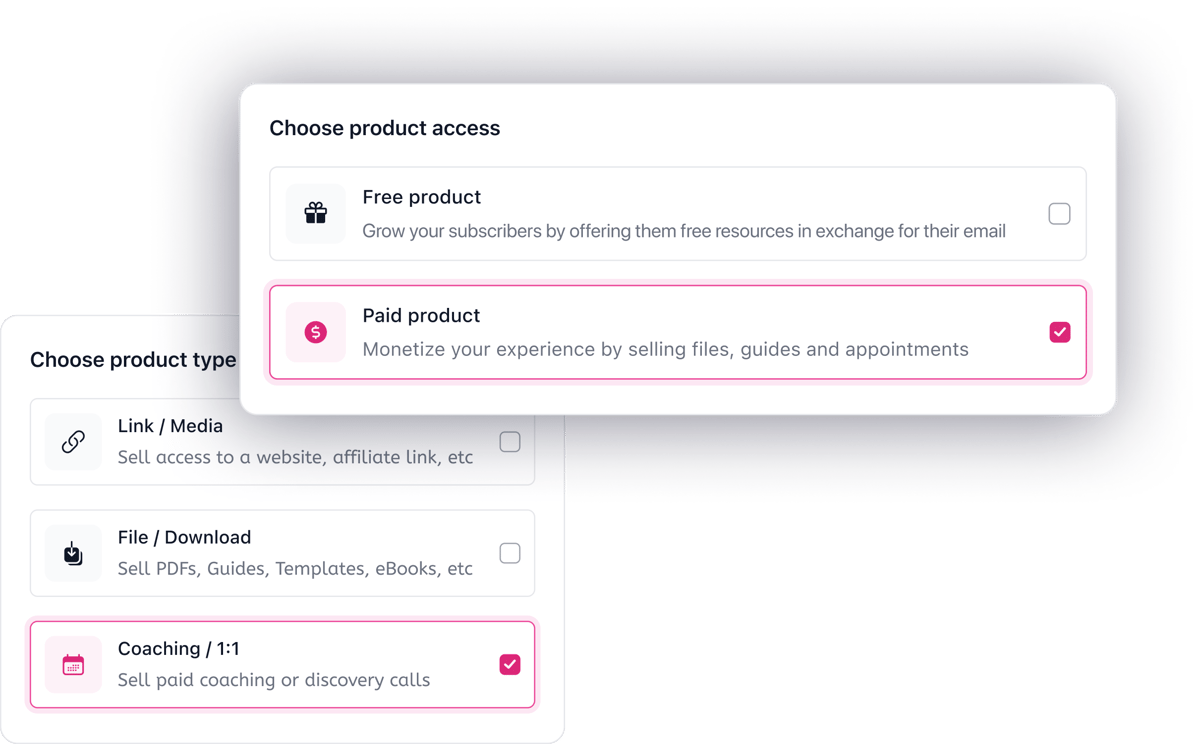 Choose product access
Free product
Grow your subscribers by offering them free resources in exchange for their email
Paid product
Monetize your experience by selling files, guides and appointments
Choose product type
Link / Media
Sell access to a website, affiliate link, etc
File / Download
Sell PDFs, Guides, Templates, eBooks, etc
Coaching / 1:1
Sell paid coaching or discovery calls